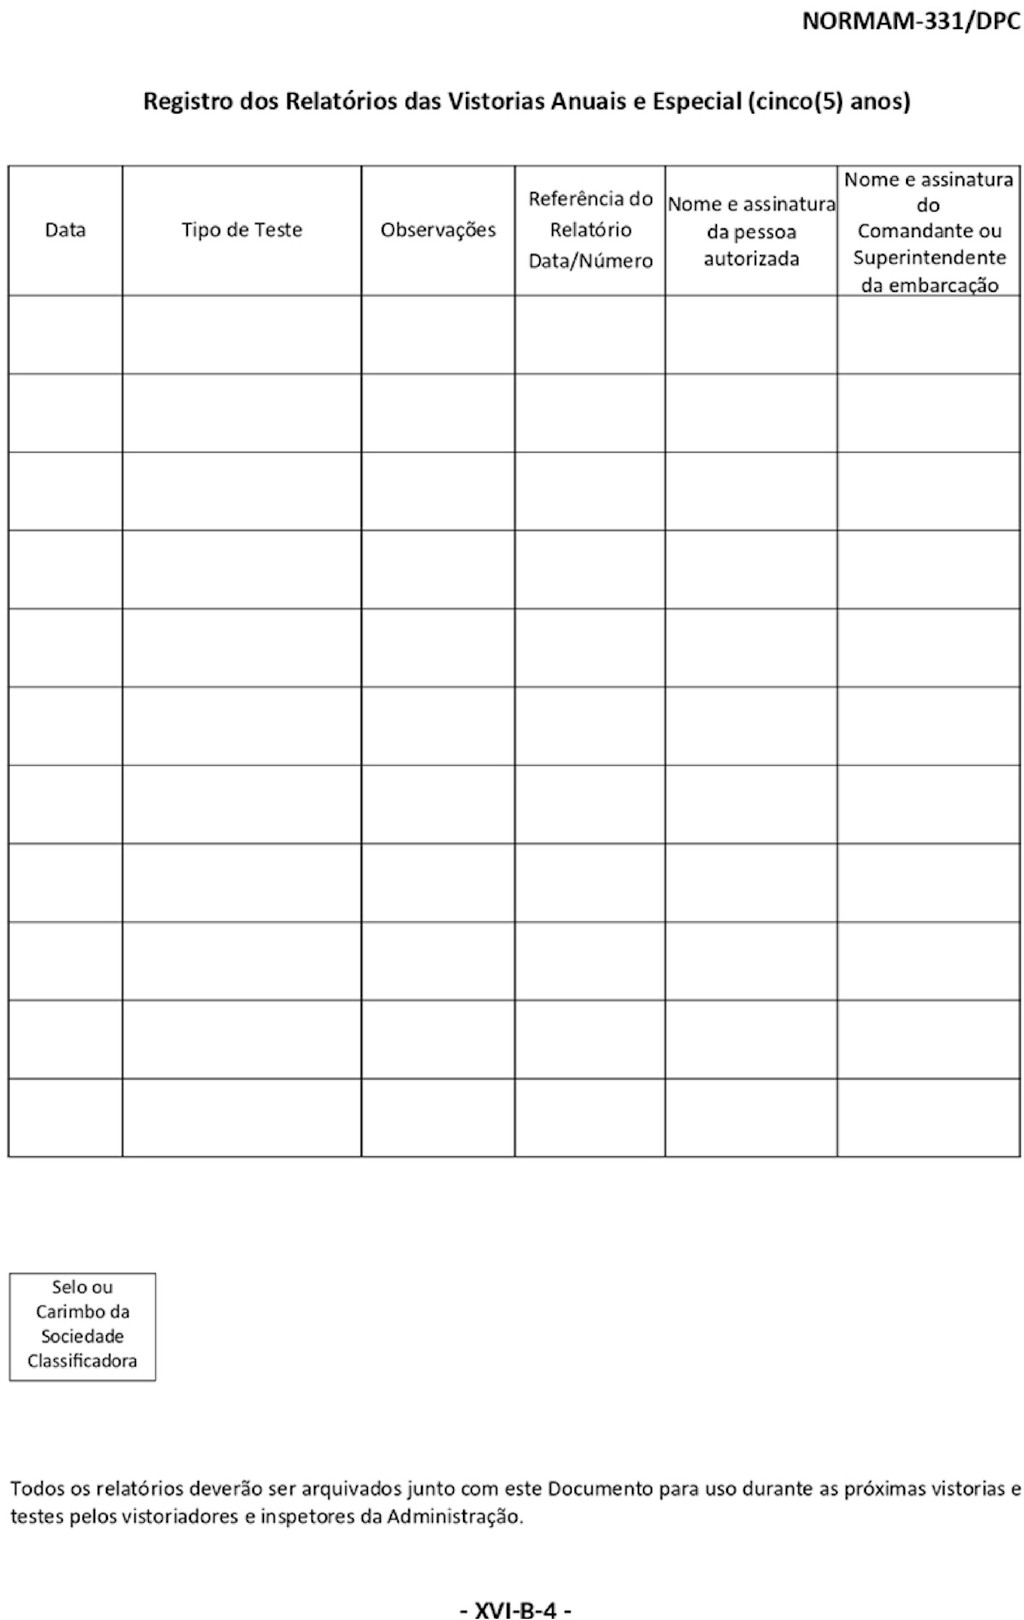 NORMAM-331/DPC
Registro dos Relatórios das Vistorias Anuais e Especial (cinco(5) anos)
Data
Tipo de Teste
Observações
Referência do
Relatório
Data/Número
Nome e assinatura
da pessoa
autorizada
Nome e assinatura
do
Comandante ou
Superintendente
da embarcação
Selo ou
Carimbo da
Sociedade
Classificadora
Todos os relatórios deverão ser arquivados junto com este Documento para uso durante as próximas vistorias e
testes pelos vistoriadores e inspetores da Administração.
- XVI-B-4 -